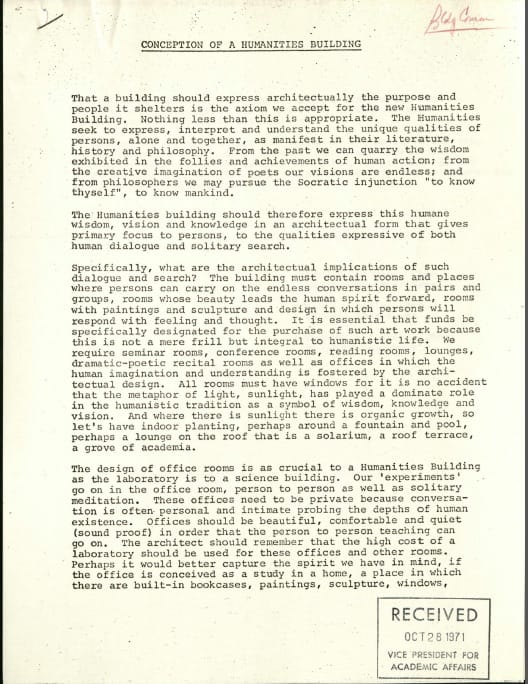 Bldg Comm
CONCEPTION OF A HUMANITIES BUILDING
That a building should express architectually the purpose and
people it shelters is the axiom we accept for the new Humanities
Building. Nothing less than this is appropriate. The Humanities
seek to express, interpret and understand the unique qualities of
persons, alone and together, as manifest in their literature,
history and philosophy. From the past we can quarry the wisdom
exhibited in the follies and achievements of human action; from
the creative imagination of poets our visions are endless; and
from philosophers we may pursue the Socratic injunction "to know
thyself", to know mankind.
The Humanities building should therefore express this humane
wisdom, vision and knowledge in an architectural form that gives
primary focus to persons, to the qualities expressive of both
human dialogue and solitary search.
Specifically, what are the architectual implications of such
dialogue and search? The building must contain rooms and places
where persons can carry on the endless conversations in pairs and
groups, rooms whose beauty leads the human spirit forward, rooms
with paintings and sculpture and design in which persons will
respond with feeling and thought. It is essential that funds be
specifically designated for the purchase of such art work because
this is not a mere frill but integral to humanistic life. We
require seminar rooms, conference rooms, reading rooms, lounges,
dramatic-poetic recital rooms as well as offices in which the
human imagination and understanding is fostered by the archi-
tectual design. All rooms must have windows for it is no accident
that the metaphor of light, sunlight, has played a dominate role
in the humanistic tradition as a symbol of wisdom, knowledge and
vision. And where there is sunlight there is organic growth, so
let's have indoor planting, perhaps around a fountain and pool,
perhaps a lounge on the roof that is a solarium, a roof terrace,
a grove of academia.
The design of office rooms is as crucial to a Humanities Building
as the laboratory is to a science building. Our 'experiments'
go on in the office room, person to person as well as solitary
meditation. These offices need to be private because conversa-
tion is often personal and intimate probing the depths of human
existence. Offices should be beautiful, comfortable and quiet
(sound proof) in order that the person to person teaching can
go on. The architect should remember that the high cost of a
laboratory should be used for these offices and other rooms.
Perhaps it would better capture the spirit we have in mind, if
the office is conceived as a study in a home, a place in which
there are built-in bookcases, paintings, sculpture, windows,
RECEIVED
OCT 28 1971
VICE PRESIDENT FOR
ACADEMIC AFFAIRS